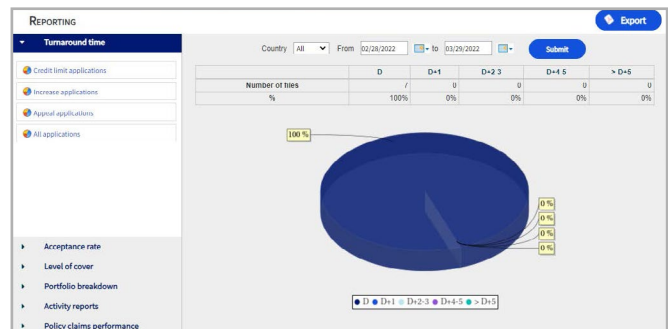 REPORTING
Export
Turnaround time
Country All From 02/28/2022 to 03/29/2022 Submit
Credit limit applications
Increase applications
Appeal applications
All applications
D D+1 D+2 3 D+4 5 > D+5
Number of files 7 0 0 0 0
% 100% 0% 0% 0% 0%
100 %
0 %
0 %
0 %
0 %
Acceptance rate
Level of cover
Portfolio breakdown
Activity reports
Policy claims performance
D D+1 D+2-3 D+4-5 > D+5